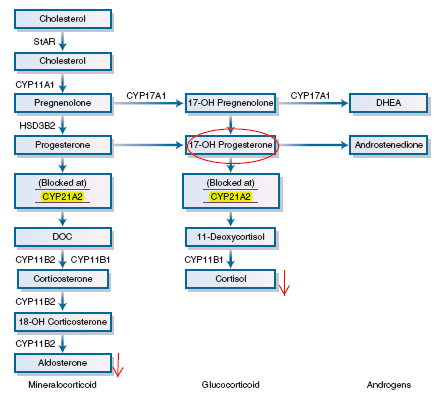 Cholesterol
StAR
Cholesterol
CYP11A1
CYP17A1
CYP17A1
Pregnenolone
17-OH Pregnenolone
DHEA
HSD3B2
Progesterone
17-OH Progesterone
Androstenedione
(Blocked at)
CYP21A2
(Blocked at)
CYP21A2
DOC
11-Deoxycortisol
CYP11B2
CYP11B1
CYP11B1
Corticosterone
Cortisol
CYP11B2
18-OH Corticosterone
CYP11B2
Aldosterone
Mineralocorticoid
Glucocorticoid
Androgens